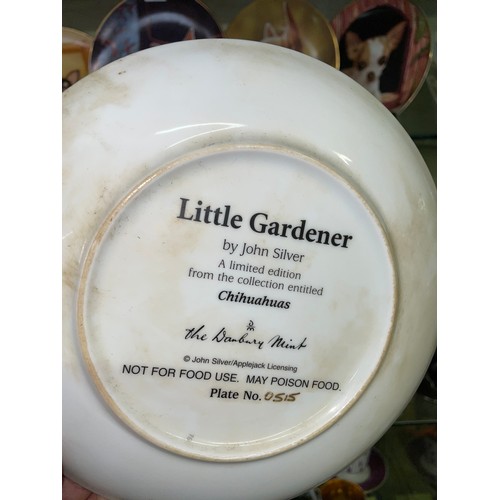 Little Gardener
by John Silver
A limited edition
from the collection entitled
Chihuahuas
DM
the Danbury Mint
© John Silver/Applejack Licensing
NOT FOR FOOD USE. MAY POISON FOOD.
Plate No. 0515